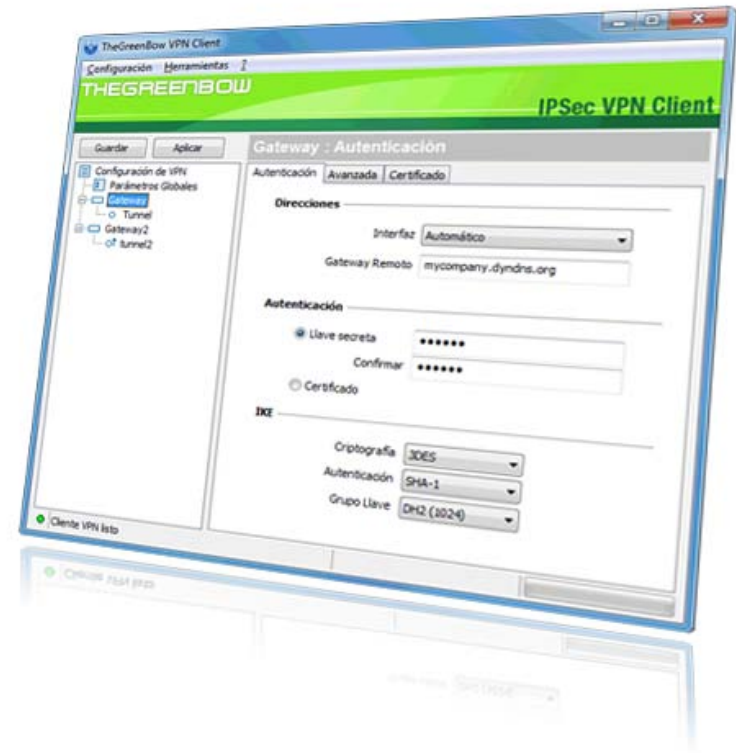 TheGreenBow VPN Client
Configuración Herramientas ?
THEGREENBOW
IPSec VPN Client
Guardar Aplicar
Gateway : Autenticación
Configuración de VPN
Parámetros Globales
Gateway
Tunnel
Gateway2
tunnel2
Autenticación Avanzada Certificado
Direcciones
Interfaz Automático
Gateway Remoto mycompany.dyndns.org
Autenticación
Llave secreta ••••••
Confirmar ••••••
Certificado
IKE
Criptografía 3DES
Autenticación SHA-1
Grupo Llave DH2 (1024)
Cliente VPN listo